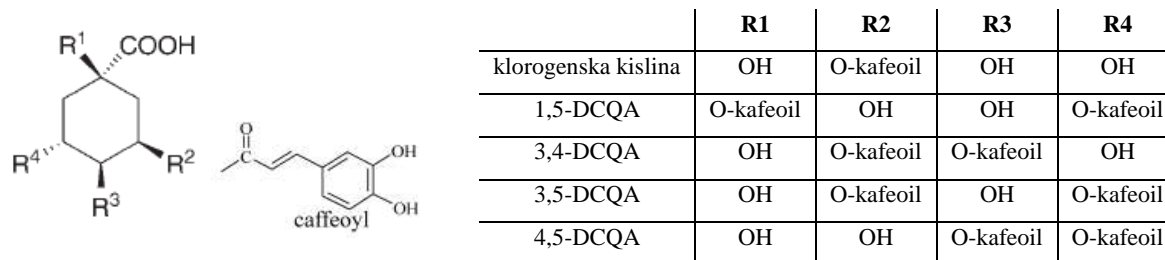 R¹ COOH
R⁴ R²
R³
O
C
OH
OH
caffeoyl
R1 R2 R3 R4
klorogenska kislina OH O-kafeoil OH OH
1,5-DCQA O-kafeoil OH OH O-kafeoil
3,4-DCQA OH O-kafeoil O-kafeoil OH
3,5-DCQA OH O-kafeoil OH O-kafeoil
4,5-DCQA OH OH O-kafeoil O-kafeoil